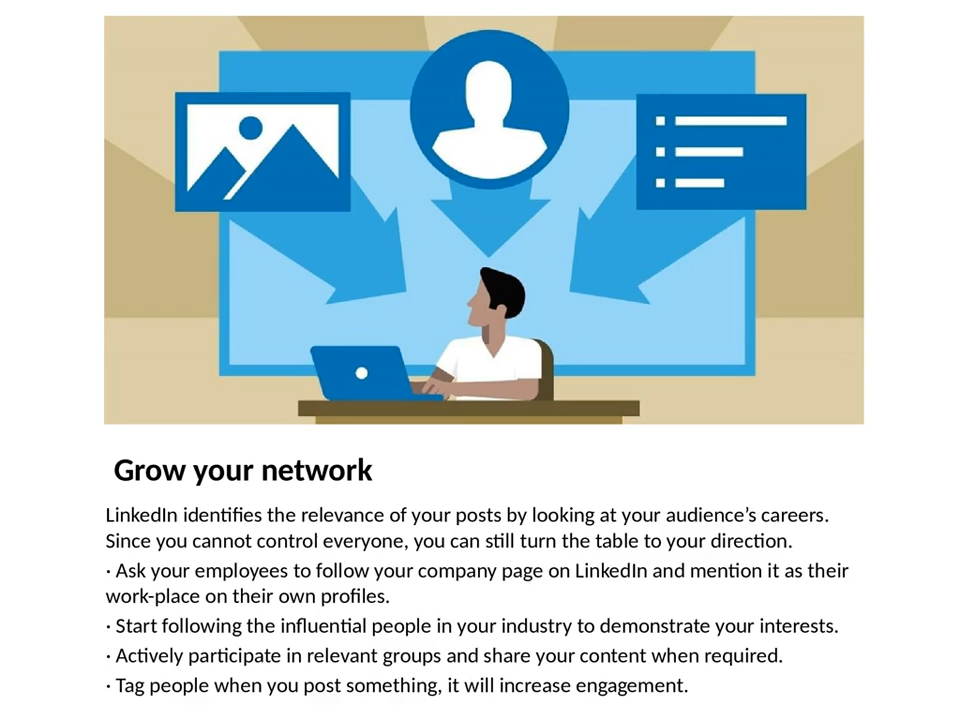 Grow your network
LinkedIn identifies the relevance of your posts by looking at your audience’s careers.
Since you cannot control everyone, you can still turn the table to your direction.
· Ask your employees to follow your company page on LinkedIn and mention it as their
work-place on their own profiles.
· Start following the influential people in your industry to demonstrate your interests.
· Actively participate in relevant groups and share your content when required.
· Tag people when you post something, it will increase engagement.